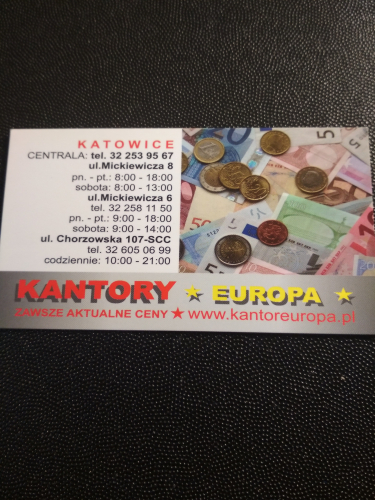 KATOWICE
CENTRALA: tel. 32 253 95 67
ul.Mickiewicza 8
pn. - pt.: 8:00 - 18:00
sobota: 8:00 - 13:00
ul.Mickiewicza 6
tel. 32 258 11 50
pn. - pt.: 9:00 - 18:00
sobota: 9:00 - 14:00
ul. Chorzowska 107-SCC
tel. 32 605 06 99
codziennie: 10:00 - 21:00
KANTORY ★ EUROPA ★
ZAWSZE AKTUALNE CENY ★ www.kantoreuropa.pl